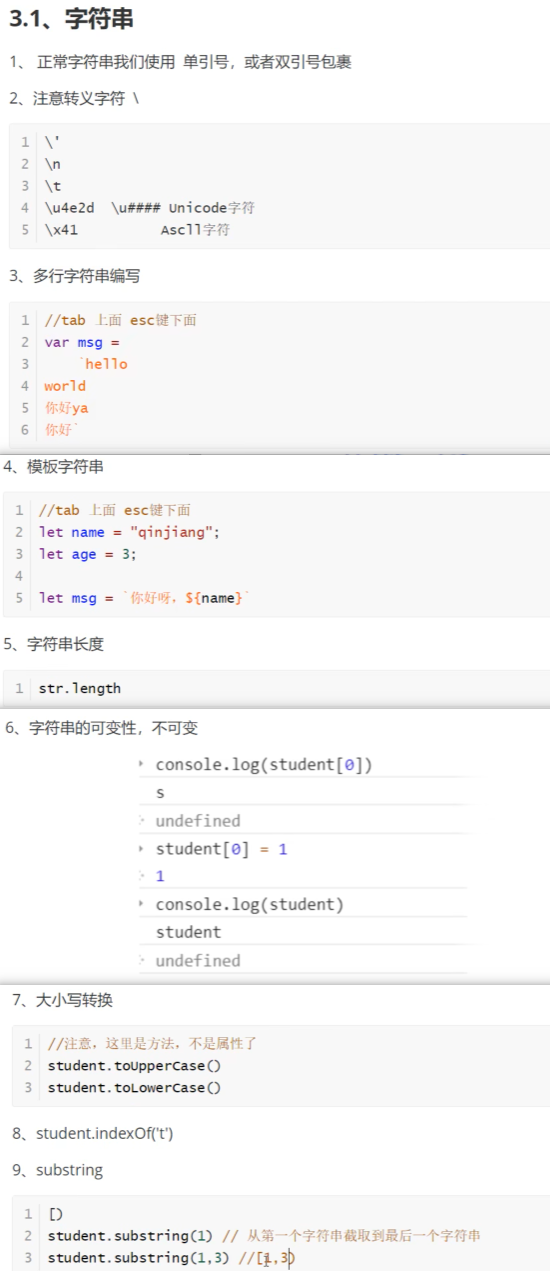 3.1、字符串
1、 正常字符串我们使用 单引号，或者双引号包裹
2、注意转义字符 \
1 \'
2 \n
3 \t
4 \u4e2d \u#### Unicode字符
5 \x41 Ascll字符
3、多行字符串编写
1 //tab 上面 esc键下面
2 var msg =
3 `hello
4 world
5 你好ya
6 你好`
4、模板字符串
1 //tab 上面 esc键下面
2 let name = "qinjiang";
3 let age = 3;
4
5 let msg = `你好呀，${name}`
5、字符串长度
1 str.length
6、字符串的可变性，不可变
console.log(student[0])
s
undefined
student[0] = 1
1
console.log(student)
student
undefined
7、大小写转换
1 //注意，这里是方法，不是属性了
2 student.toUpperCase()
3 student.toLowerCase()
8、student.indexOf('t')
9、substring
1 [)
2 student.substring(1) // 从第一个字符串截取到最后一个字符串
3 student.substring(1,3) //[1,3)